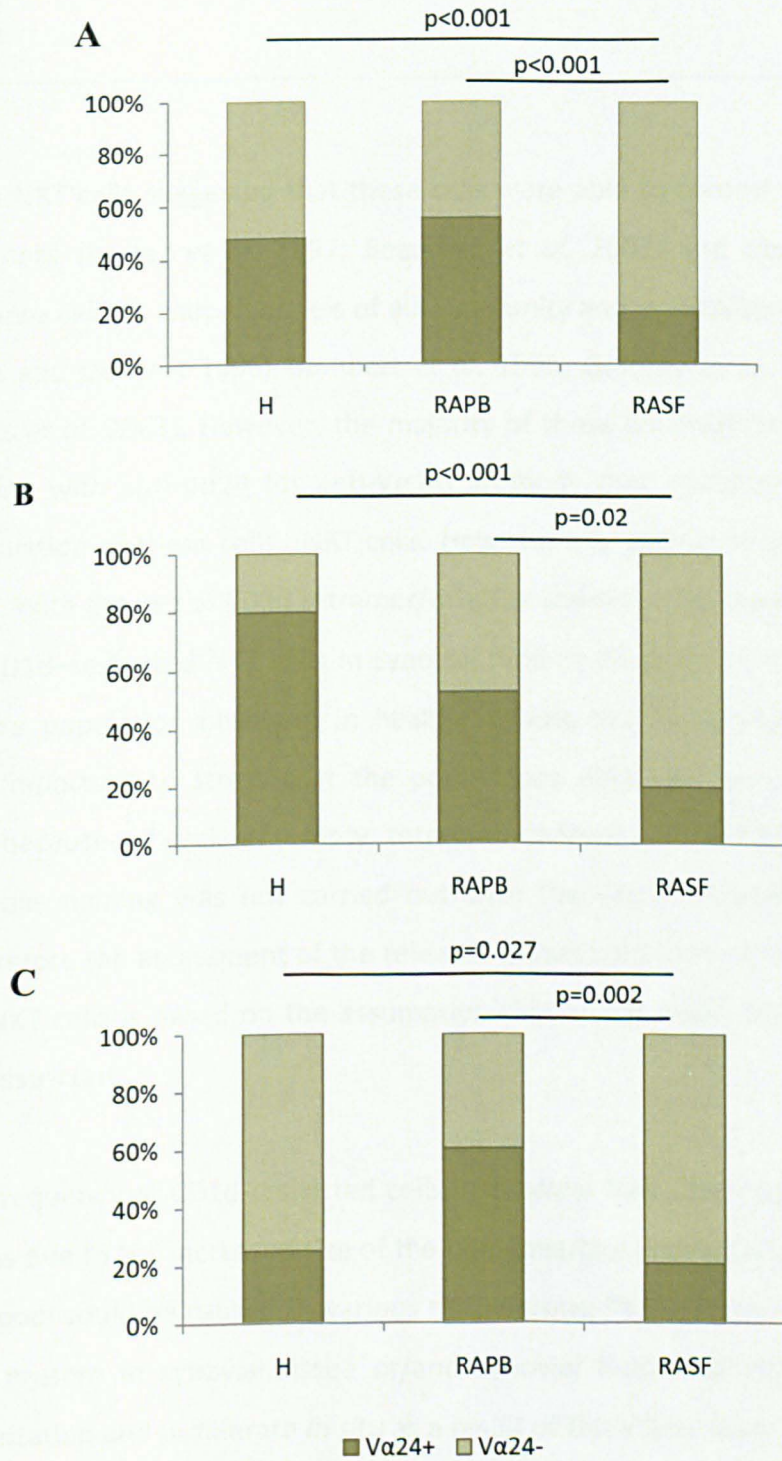 A
p<0.001
p<0.001
100%
80%
60%
40%
20%
0%
H RAPB RASF
B
p<0.001
p=0.02
100%
80%
60%
40%
20%
0%
H RAPB RASF
C
p=0.027
p=0.002
100%
80%
60%
40%
20%
0%
H RAPB RASF
Vα24+ Vα24-